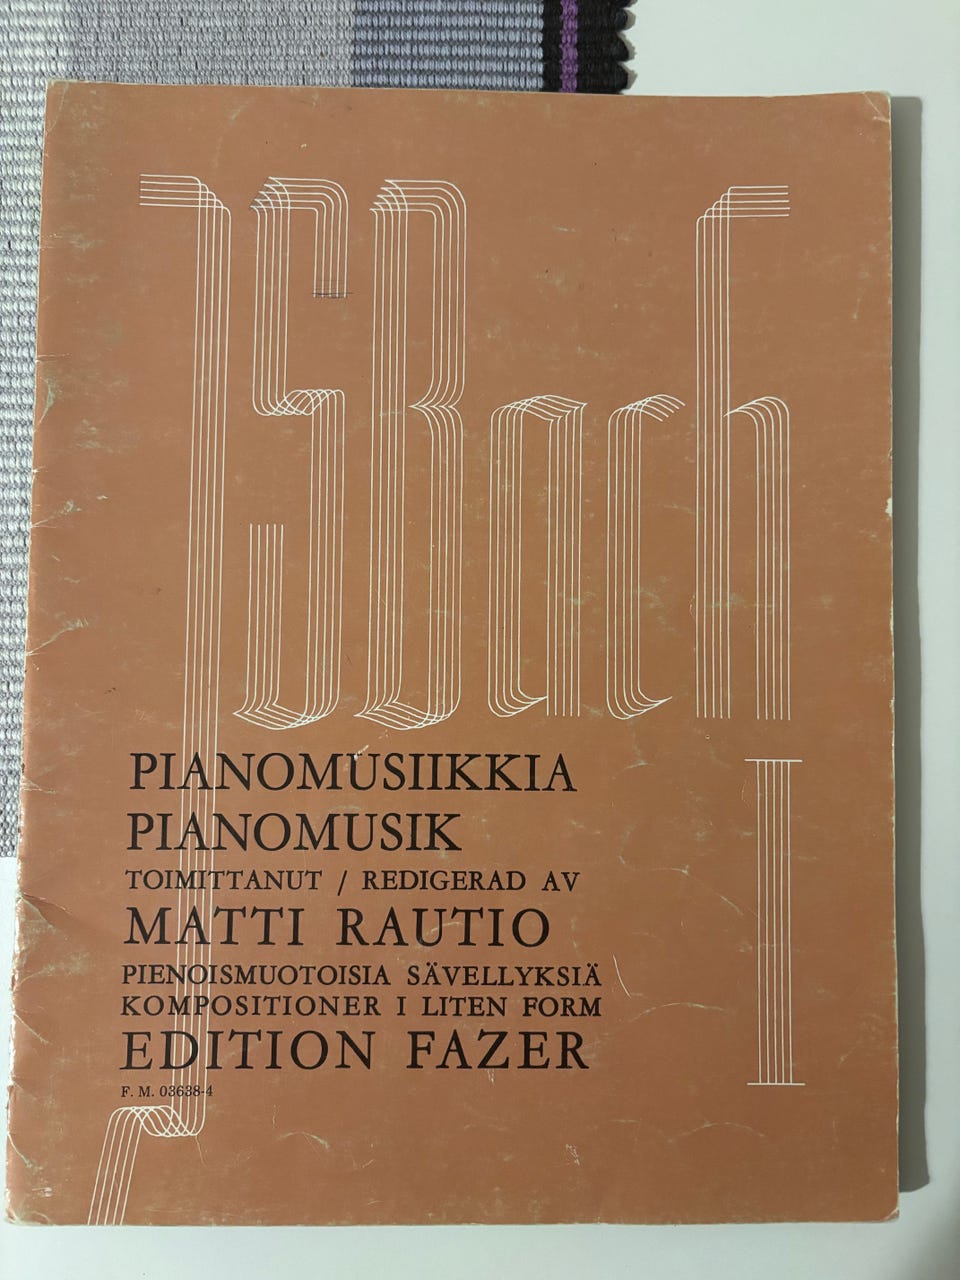 JSBach
I
PIANOMUSIIKKIA
PIANOMUSIK
TOIMITTANUT / REDIGERAD AV
MATTI RAUTIO
PIENOISMUOTOISIA SÄVELLYKSIÄ
KOMPOSITIONER I LITEN FORM
EDITION FAZER
F. M. 03638-4